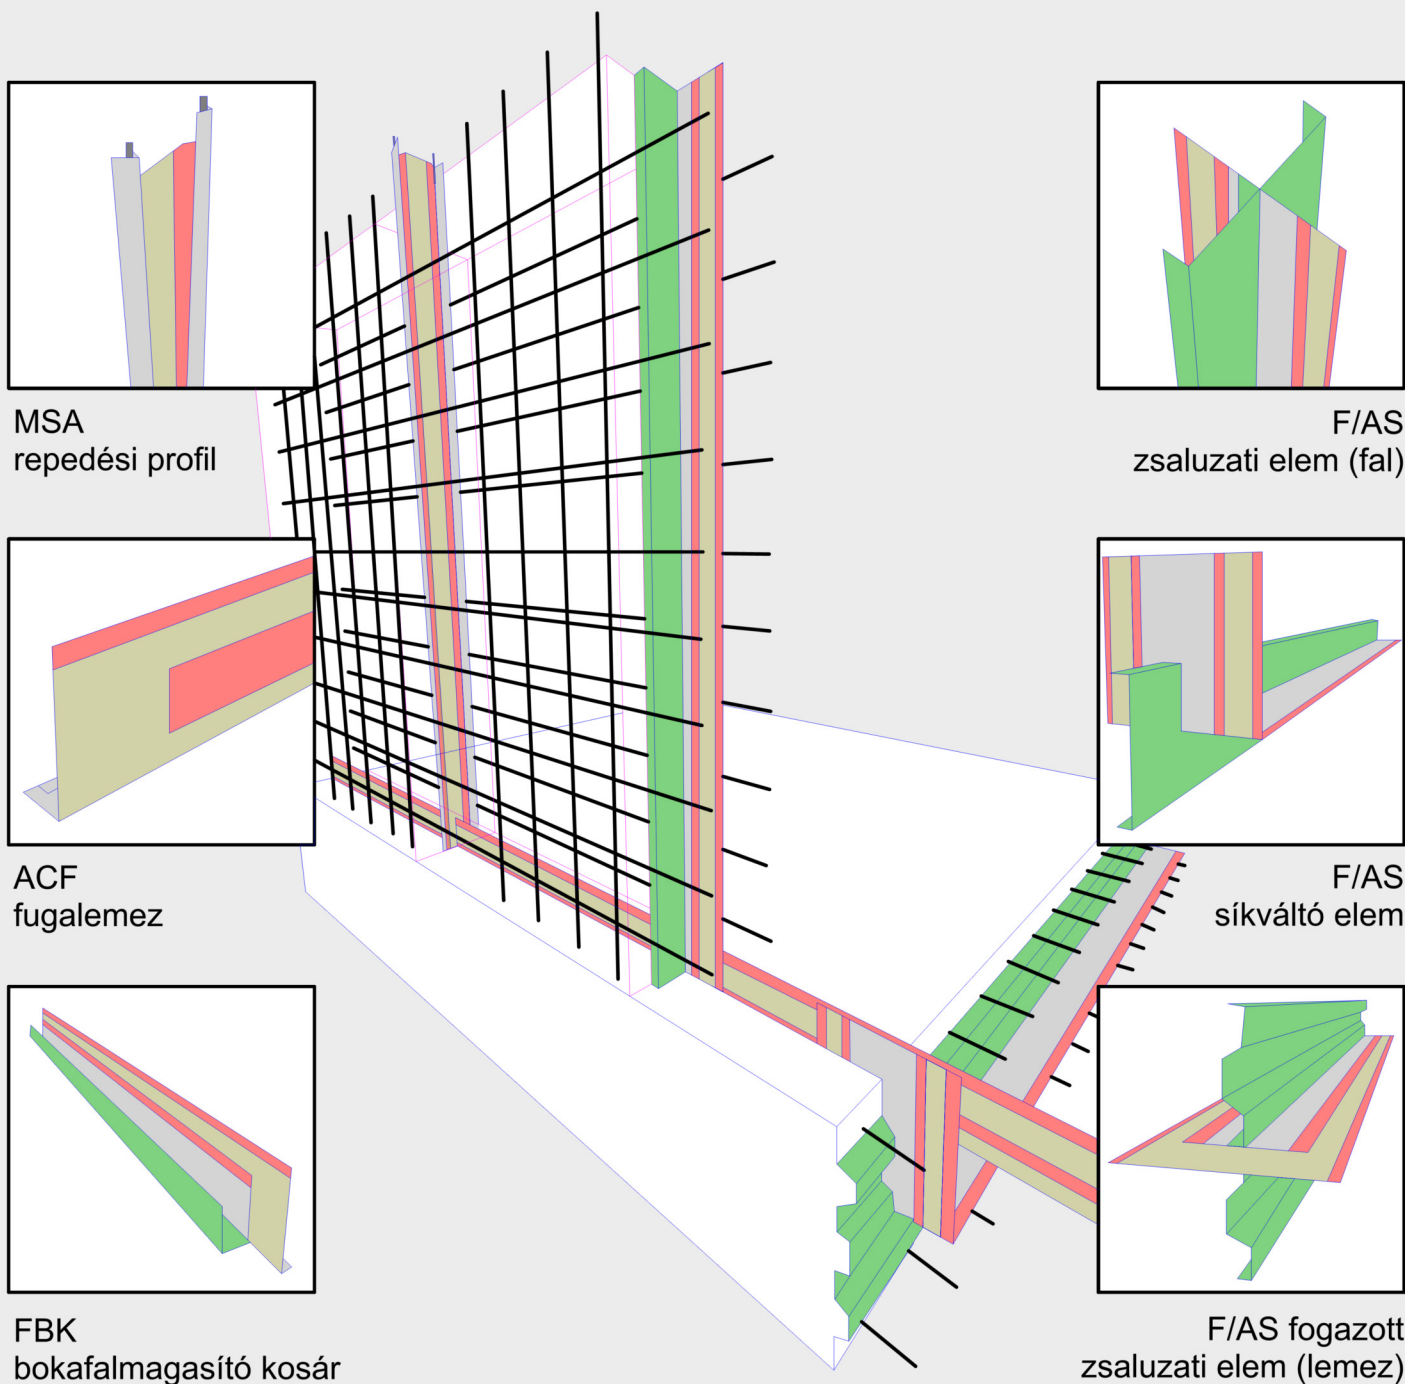 MSA
repedési profil
F/AS
zsaluzati elem (fal)
ACF
fugalemez
F/AS
síkváltó elem
FBK
bokafalmagasító kosár
F/AS fogazott
zsaluzati elem (lemez)